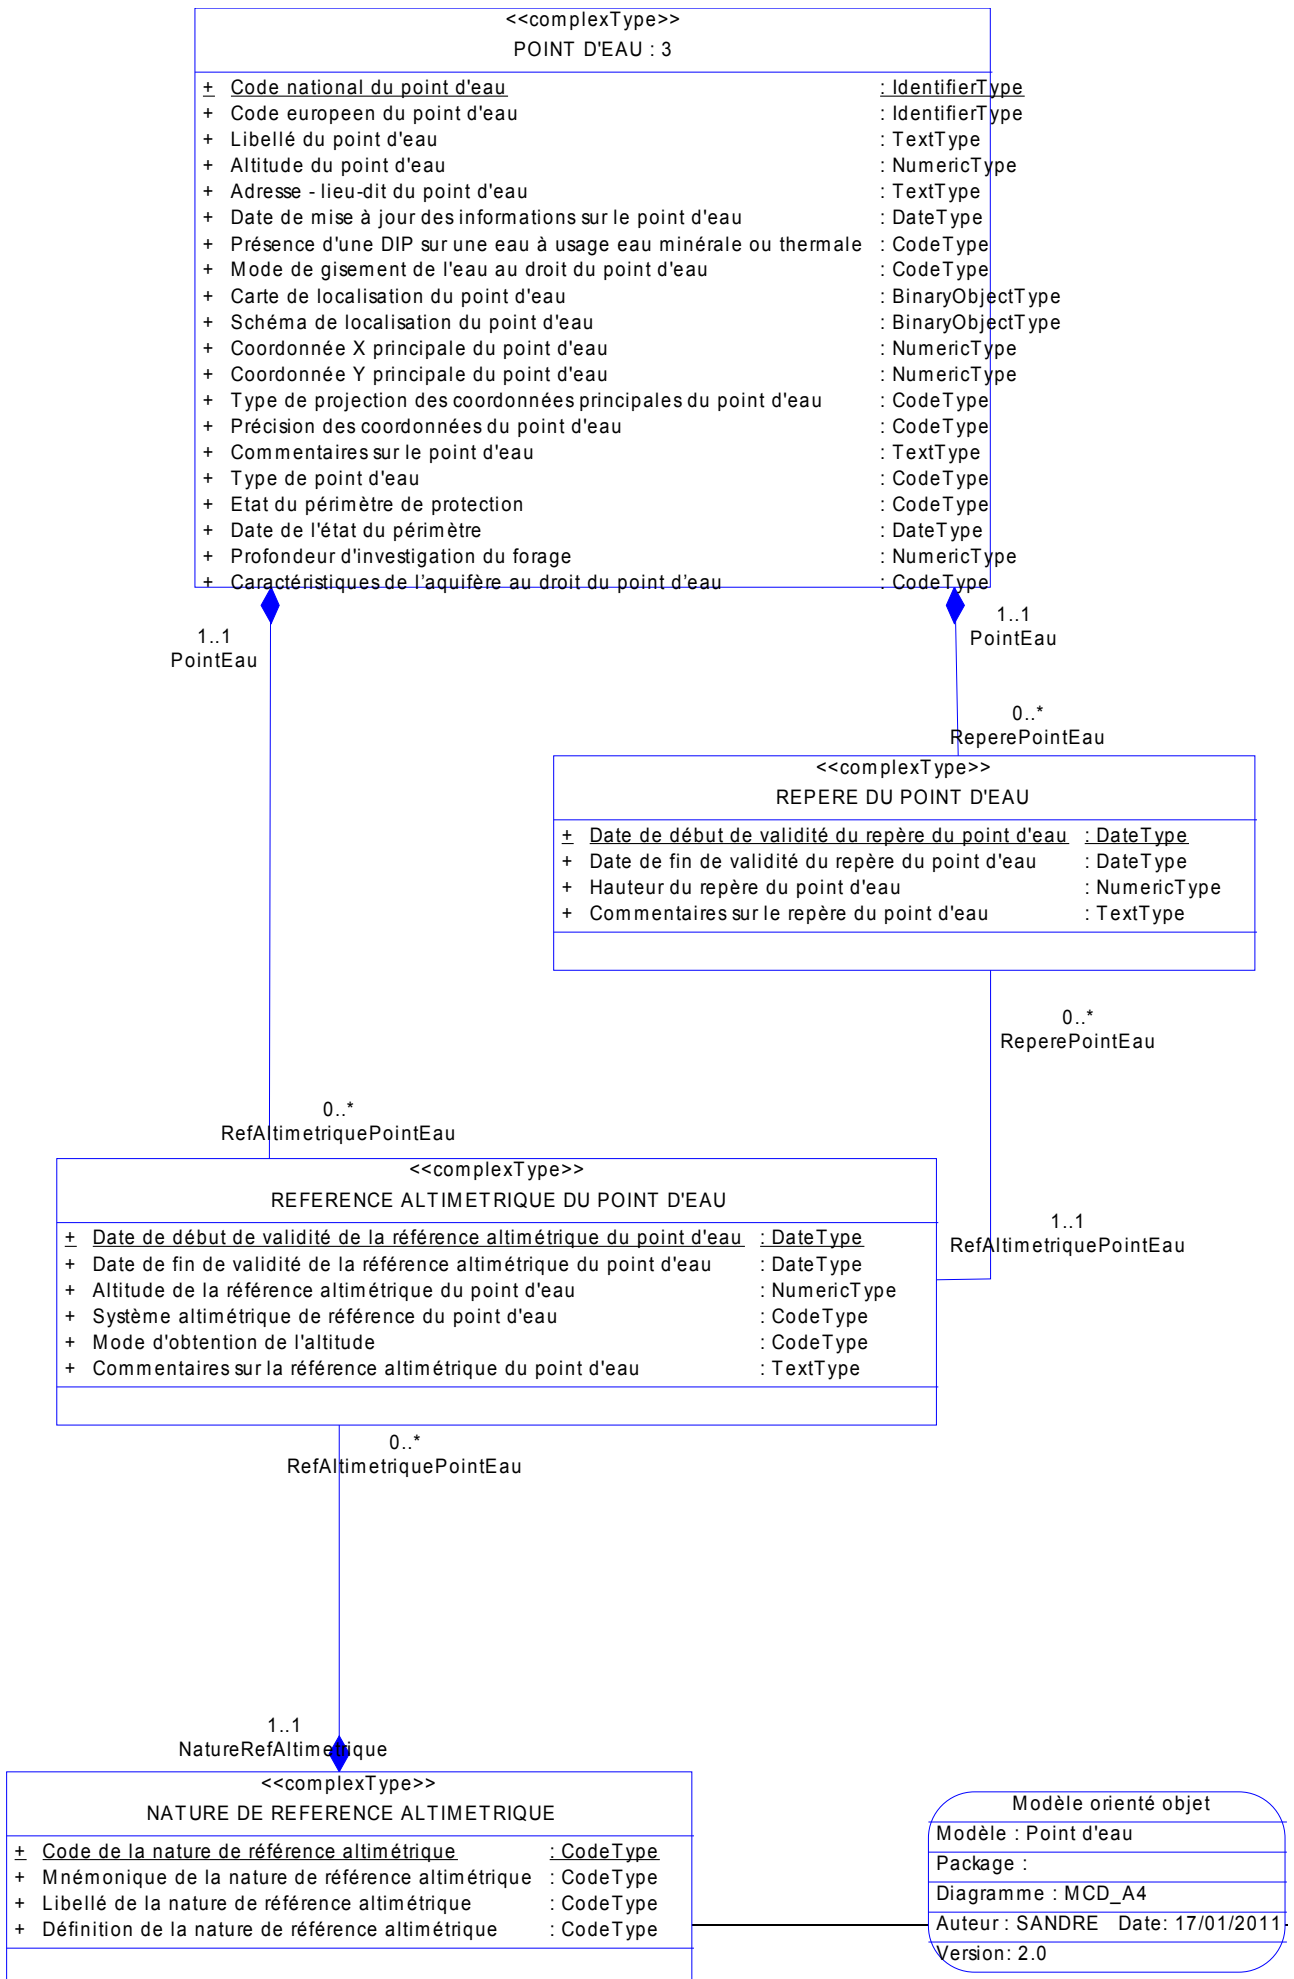 <<complexType>>
POINT D'EAU : 3
+ Code national du point d'eau : IdentifierType
+ Code europeen du point d'eau : IdentifierType
+ Libellé du point d'eau : TextType
+ Altitude du point d'eau : NumericType
+ Adresse - lieu-dit du point d'eau : TextType
+ Date de mise à jour des informations sur le point d'eau : DateType
+ Présence d'une DIP sur une eau à usage eau minérale ou thermale : CodeType
+ Mode de gisement de l'eau au droit du point d'eau : CodeType
+ Carte de localisation du point d'eau : BinaryObjectType
+ Schéma de localisation du point d'eau : BinaryObjectType
+ Coordonnée X principale du point d'eau : NumericType
+ Coordonnée Y principale du point d'eau : NumericType
+ Type de projection des coordonnées principales du point d'eau : CodeType
+ Précision des coordonnées du point d'eau : CodeType
+ Commentaires sur le point d'eau : TextType
+ Type de point d'eau : CodeType
+ Etat du périmètre de protection : CodeType
+ Date de l'état du périmètre : DateType
+ Profondeur d'investigation du forage : NumericType
+ Caractéristiques de l’aquifère au droit du point d’eau : CodeType
1..1
PointEau
1..1
PointEau
0..*
ReperePointEau
<<complexType>>
REPERE DU POINT D'EAU
+ Date de début de validité du repère du point d'eau : DateType
+ Date de fin de validité du repère du point d'eau : DateType
+ Hauteur du repère du point d'eau : NumericType
+ Commentaires sur le repère du point d'eau : TextType
0..*
ReperePointEau
0..*
RefAltimetriquePointEau
<<complexType>>
REFERENCE ALTIMETRIQUE DU POINT D'EAU
+ Date de début de validité de la référence altimétrique du point d'eau : DateType
+ Date de fin de validité de la référence altimétrique du point d'eau : DateType
+ Altitude de la référence altimétrique du point d'eau : NumericType
+ Système altimétrique de référence du point d'eau : CodeType
+ Mode d'obtention de l'altitude : CodeType
+ Commentaires sur la référence altimétrique du point d'eau : TextType
1..1
RefAltimetriquePointEau
0..*
RefAltimetriquePointEau
1..1
NatureRefAltimetrique
<<complexType>>
NATURE DE REFERENCE ALTIMETRIQUE
+ Code de la nature de référence altimétrique : CodeType
+ Mnémonique de la nature de référence altimétrique : CodeType
+ Libellé de la nature de référence altimétrique : CodeType
+ Définition de la nature de référence altimétrique : CodeType
Modèle orienté objet
Modèle : Point d'eau
Package :
Diagramme : MCD_A4
Auteur : SANDRE Date: 17/01/2011
Version: 2.0